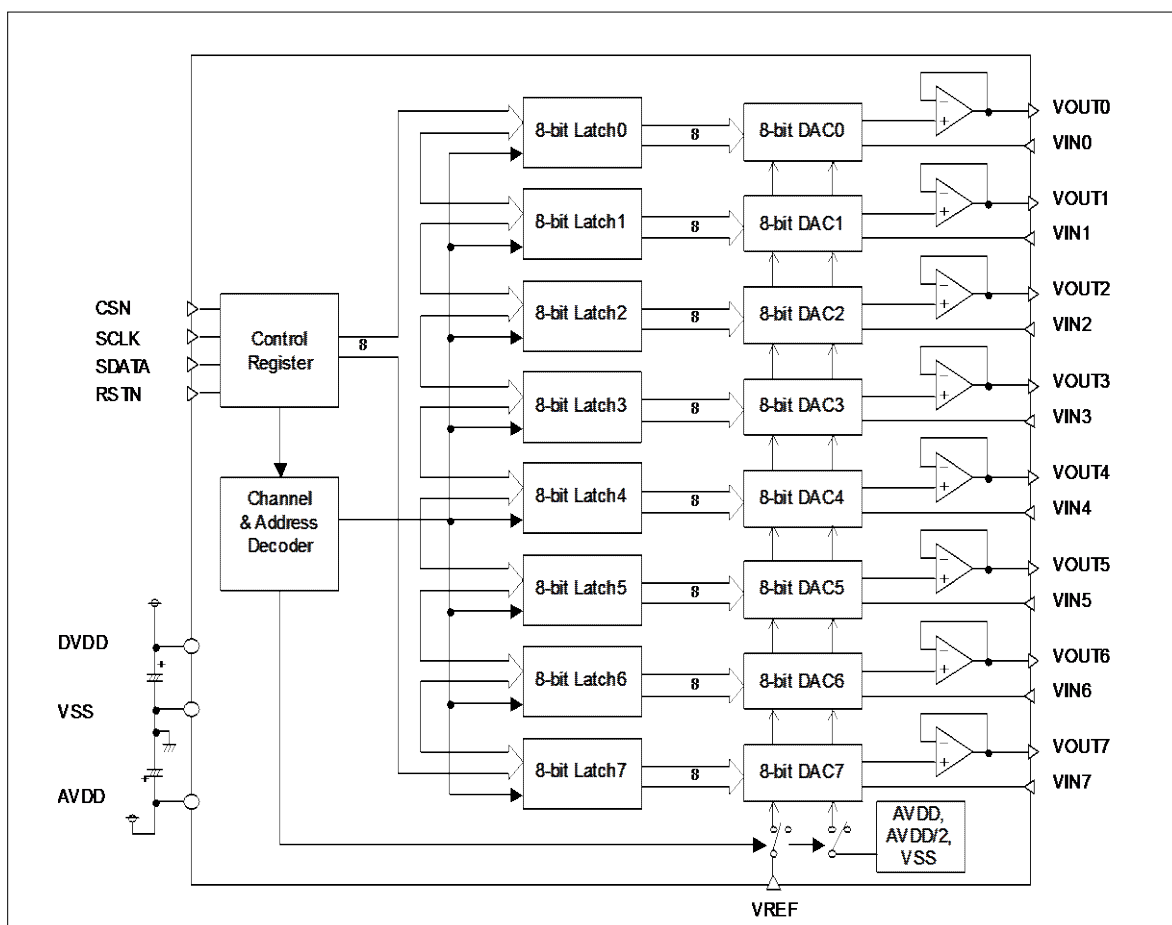 8-bit Latch0
8
8-bit DAC0
−
+
VOUT0
VIN0
8-bit Latch1
8
8-bit DAC1
−
+
VOUT1
VIN1
8-bit Latch2
8
8-bit DAC2
−
+
VOUT2
VIN2
CSN
SCLK
SDATA
RSTN
Control
Register
8
8-bit Latch3
8
8-bit DAC3
−
+
VOUT3
VIN3
Channel
& Address
Decoder
8-bit Latch4
8
8-bit DAC4
−
+
VOUT4
VIN4
8-bit Latch5
8
8-bit DAC5
−
+
VOUT5
VIN5
DVDD
+
VSS
+
AVDD
8-bit Latch6
8
8-bit DAC6
−
+
VOUT6
VIN6
8-bit Latch7
8
8-bit DAC7
−
+
VOUT7
VIN7
AVDD,
AVDD/2,
VSS
VREF